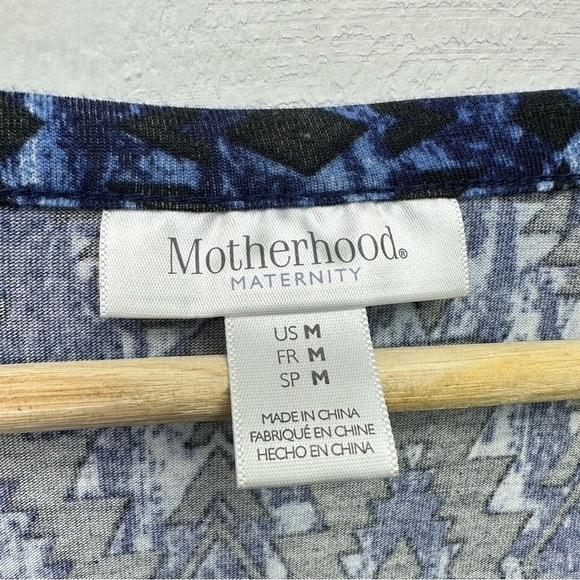 Motherhood®
MATERNITY
US M
FR M
SP M
MADE IN CHINA
FABRIQUÉ EN CHINE
HECHO EN CHINA